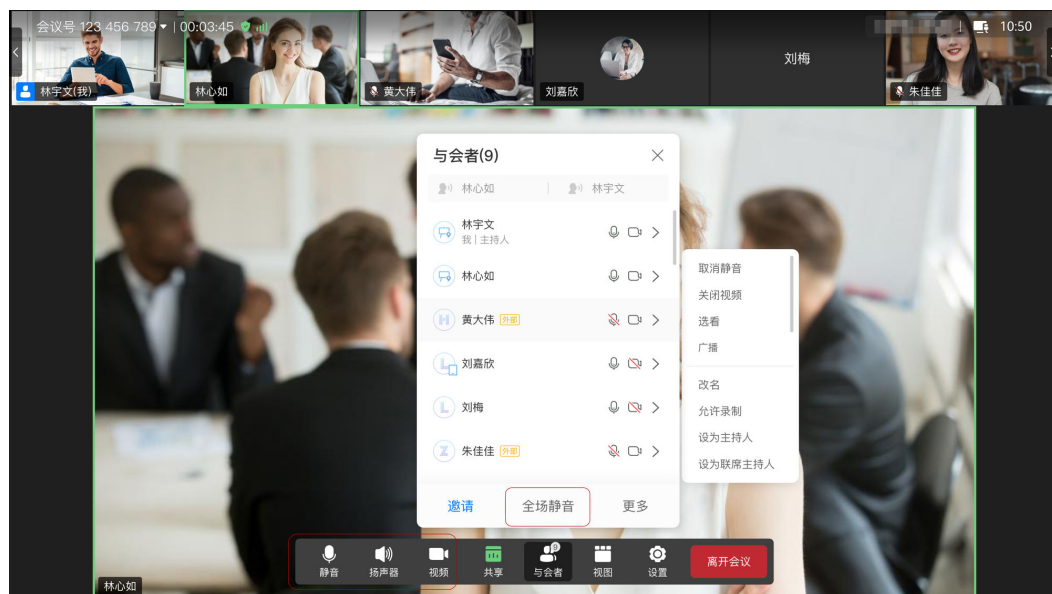 会议号 123 456 789 | 00:03:45
10:50
林宇文(我)
林心如
黄大伟
刘嘉欣
刘梅
朱佳佳
与会者(9)
林心如 | 林宇文
林宇文
我 | 主持人
林心如
H 黄大伟 外部
L 刘嘉欣
L 刘梅
Z 朱佳佳 外部
邀请 全场静音 更多
取消静音
关闭视频
选看
广播
改名
允许录制
设为主持人
设为联席主持人
9
静音 扬声器 视频 共享 与会者 视图 设置 离开会议
林心如